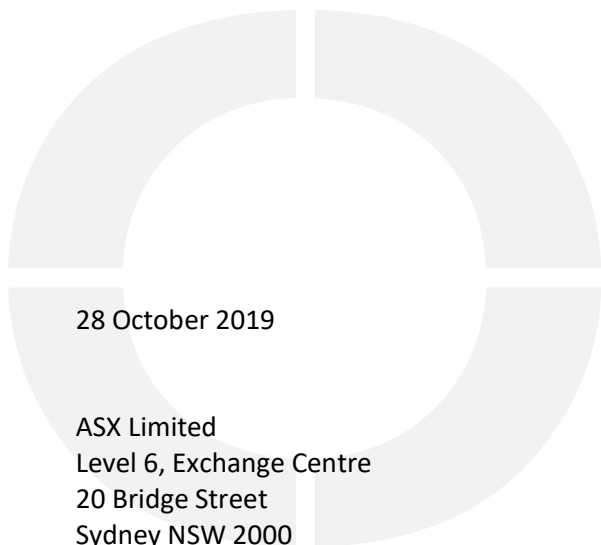 28 October 2019
ASX Limited
Level 6, Exchange Centre
20 Bridge Street
Sydney NSW 2000